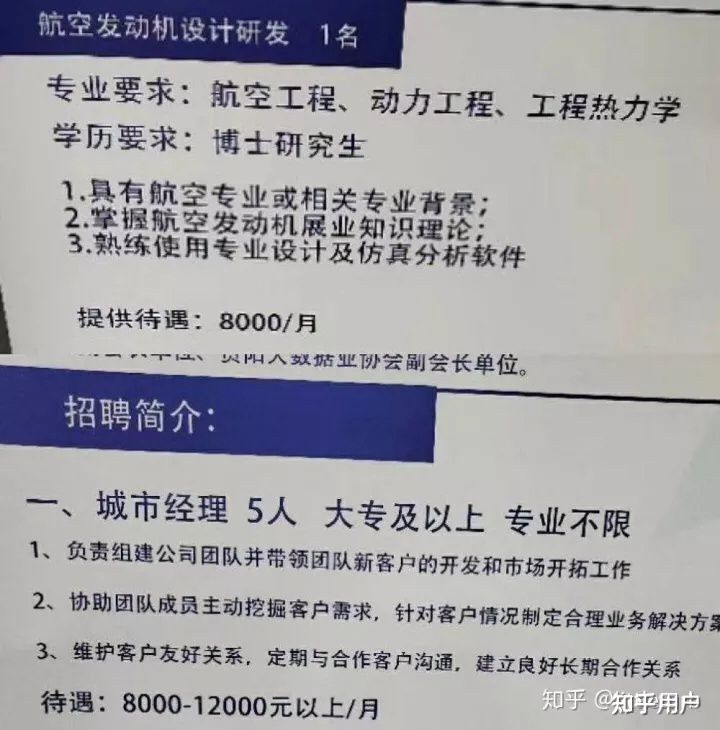 航空发动机设计研发 1名
专业要求：航空工程、动力工程、工程热力学
学历要求：博士研究生
1.具有航空专业或相关专业背景；
2.掌握航空发动机展业知识理论；
3.熟练使用专业设计及仿真分析软件
提供待遇：8000/月
贵阳大数据业协会副会长单位。
招聘简介：
一、城市经理 5人 大专及以上 专业不限
1、负责组建公司团队并带领团队新客户的开发和市场开拓工作
2、协助团队成员主动挖掘客户需求，针对客户情况制定合理业务解决方案
3、维护客户友好关系，定期与合作客户沟通，建立良好长期合作关系
待遇：8000-12000元以上/月
知乎
知乎用户